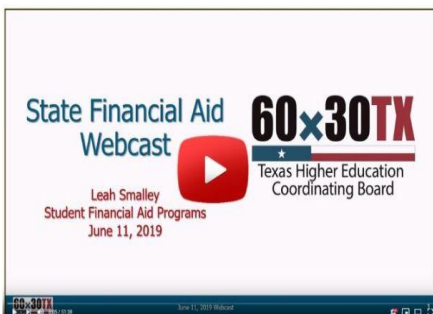 State Financial Aid
Webcast
Leah Smalley
Student Financial Aid Programs
June 11, 2019
60x30TX
Texas Higher Education
Coordinating Board
60x30TX
June 11, 2019 Webcast